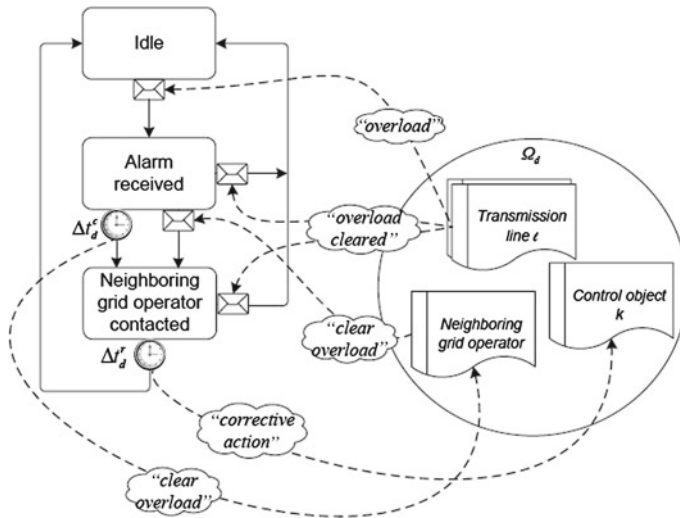 Idle
"overload"
Ω_d
Alarm
received
Transmission
line ℓ
"overload
cleared"
Δt_d^c
Control object
k
Neighboring
grid operator
contacted
Neighboring
grid operator
"clear
overload"
Δt_d^r
"corrective
action"
"clear
overload"